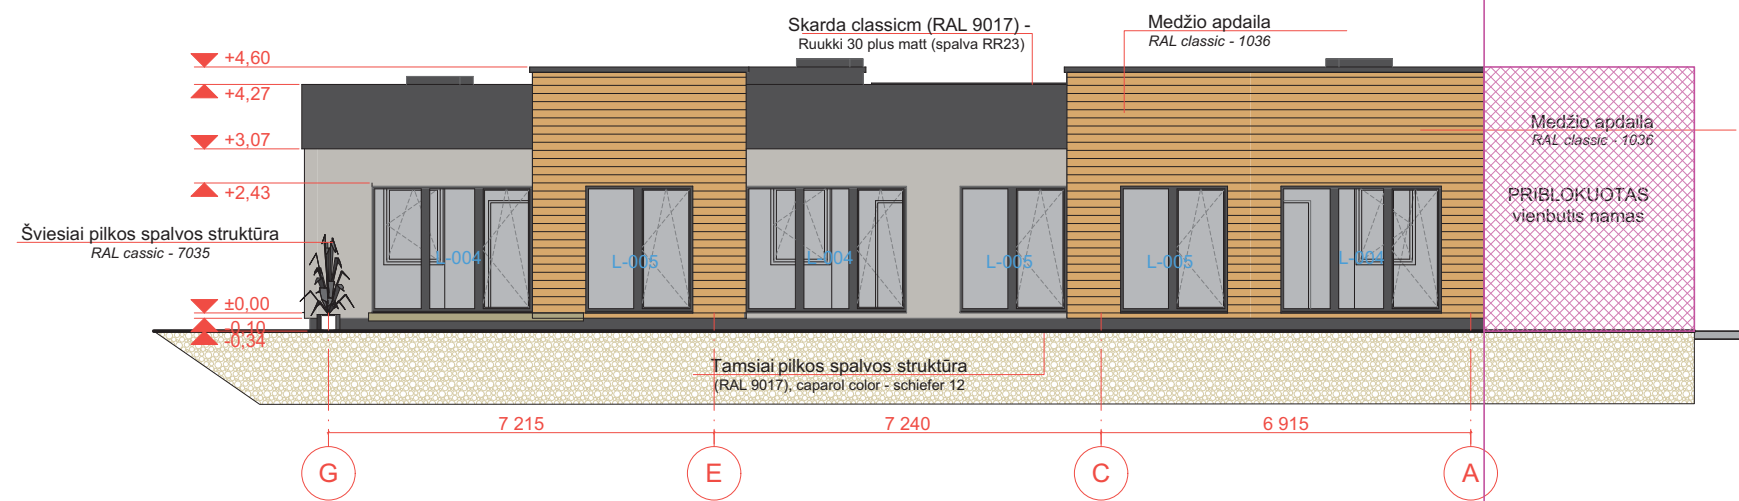 Skarda classicm (RAL 9017) -
Ruukki 30 plus matt (spalva RR23)
Medžio apdaila
RAL classic - 1036
+4,60
+4,27
+3,07
+2,43
Medžio apdaila
RAL classic - 1036
PRIBLOKUOTAS
vienbutis namas
Šviesiai pilkos spalvos struktūra
RAL cassic - 7035
L-004
L-005
L-004
L-005
L-005
L-004
±0,00
-0,10
-0,34
Tamsiai pilkos spalvos struktūra
(RAL 9017), caparol color - schiefer 12
7 215
7 240
6 915
G
E
C
A